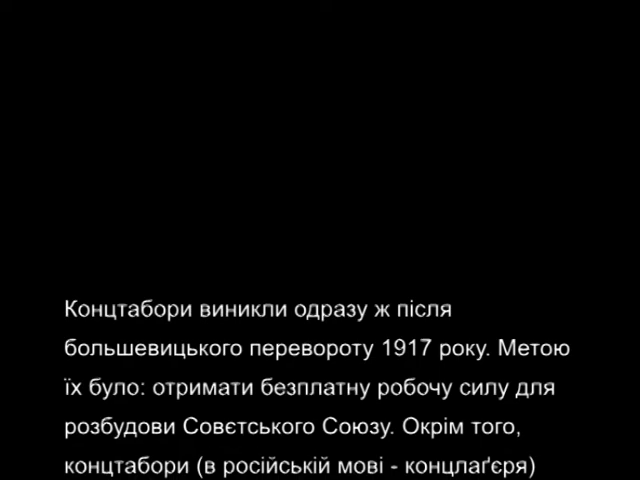 Концтабори виникли одразу ж після
большевицького перевороту 1917 року. Метою
їх було: отримати безплатну робочу силу для
розбудови Совєтського Союзу. Окрім того,
концтабори (в російській мові - концлаґєря)